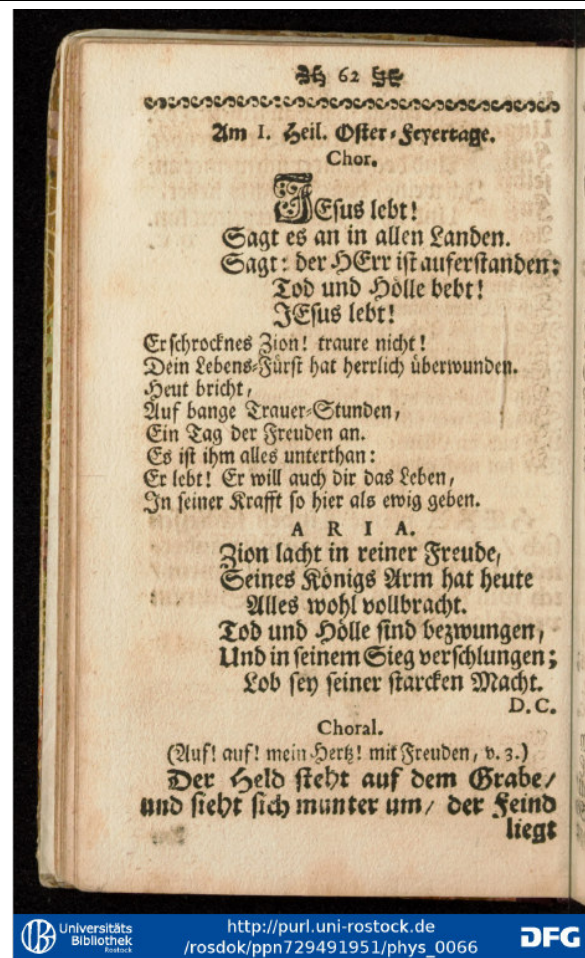 62
Am I. Heil. Oster-Feyertage.
Chor.
JEsus lebt!
Sagt es an in allen Landen.
Sagt: der HErr ist auferstanden;
Tod und Hölle bebt!
JEsus lebt!
Erschrocknes Zion! traure nicht!
Dein Lebens-Fürst hat herrlich überwunden.
Heut bricht,
Auf bange Trauer-Stunden,
Ein Tag der Freuden an.
Es ist ihm alles unterthan:
Er lebt! Er will auch dir das Leben,
In seiner Krafft so hier als ewig geben.
A R I A.
Zion lacht in reiner Freude,
Seines Königs Arm hat heute
Alles wohl vollbracht.
Tod und Hölle sind bezwungen,
Und in seinem Sieg verschlungen;
Lob sey seiner starcken Macht.
D. C.
Choral.
(Auf! auf! mein Hertz! mit Freuden, v. 3.)
Der Held steht auf dem Grabe/
und sieht sich munter um/ der Feind
liegt
Universitäts
Bibliothek
Rostock
http://purl.uni-rostock.de
/rosdok/ppn729491951/phys_0066
DFG